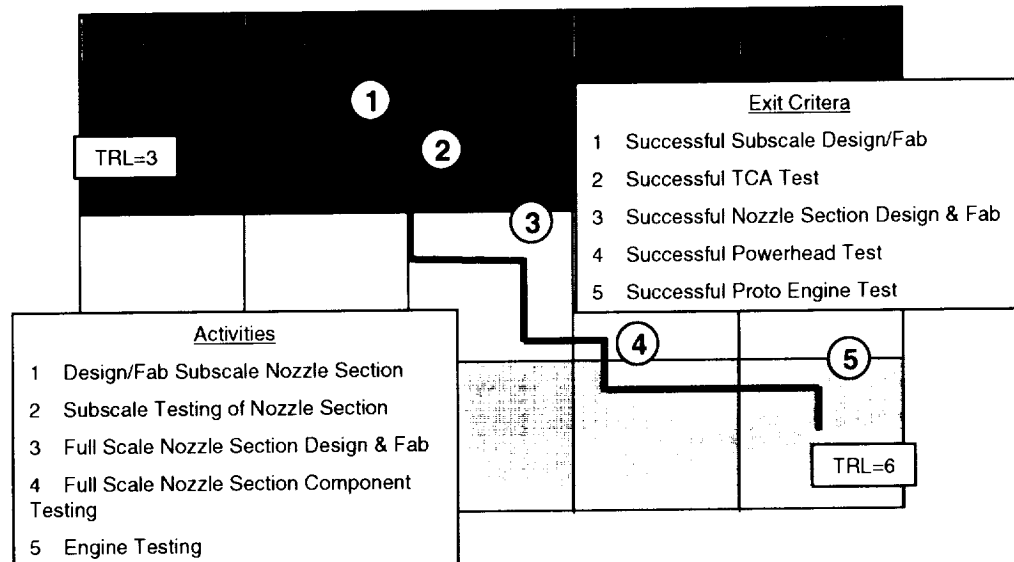 1
2
TRL=3
3
4
5
TRL=6
Exit Critera
1 Successful Subscale Design/Fab
2 Successful TCA Test
3 Successful Nozzle Section Design & Fab
4 Successful Powerhead Test
5 Successful Proto Engine Test
Activities
1 Design/Fab Subscale Nozzle Section
2 Subscale Testing of Nozzle Section
3 Full Scale Nozzle Section Design & Fab
4 Full Scale Nozzle Section Component
Testing
5 Engine Testing